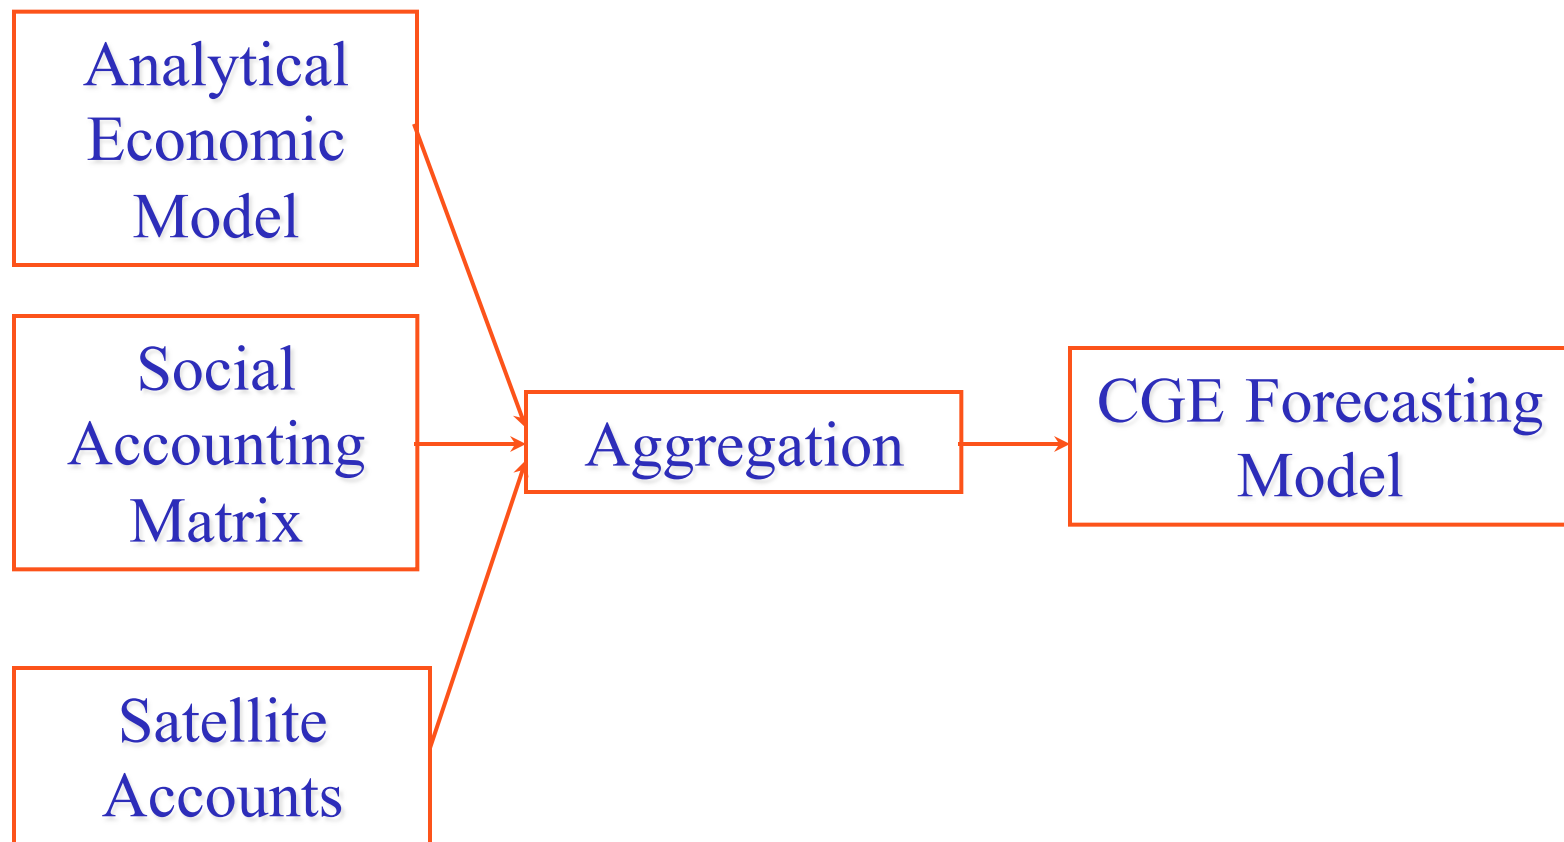 Analytical
Economic
Model
Social
Accounting
Matrix
Satellite
Accounts
Aggregation
CGE Forecasting
Model